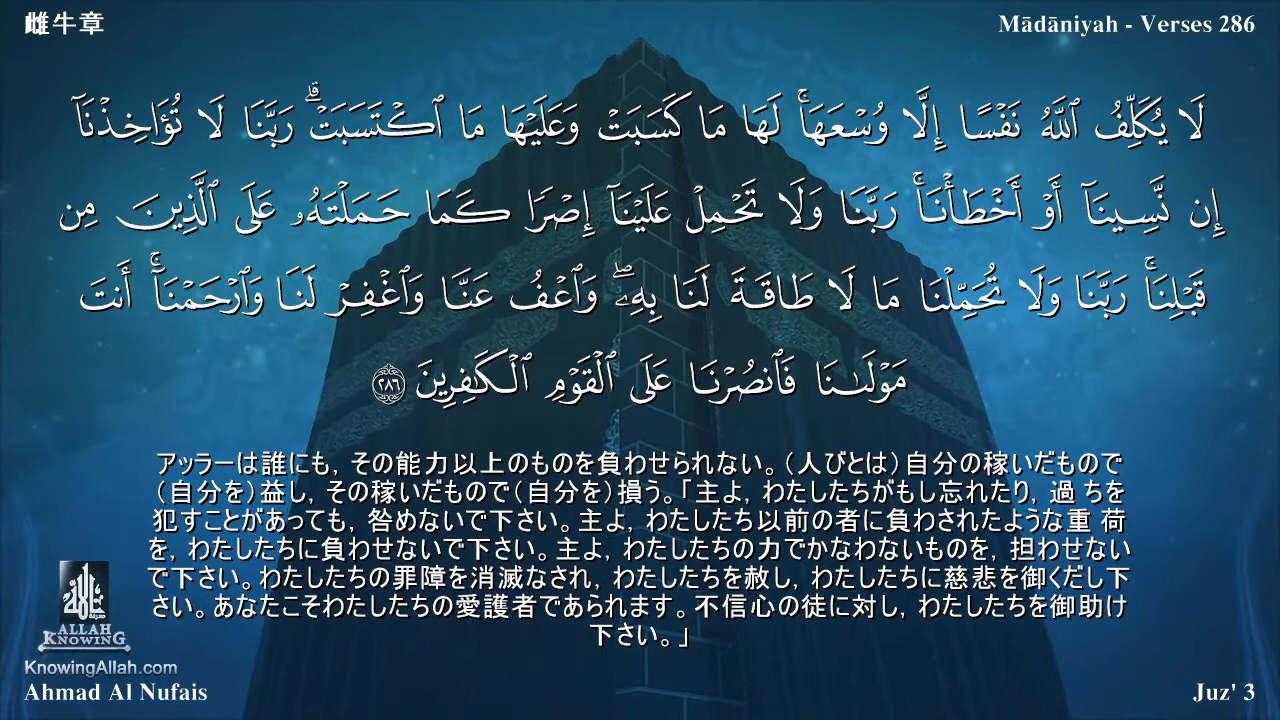 雌牛章
Mādāniyah - Verses 286
لَا يُكَلِّفُ ٱللَّهُ نَفْسًا إِلَّا وُسْعَهَاۚ لَهَا مَا كَسَبَتْ وَعَلَيْهَا مَا ٱكْتَسَبَتْۗ رَبَّنَا لَا تُؤَاخِذْنَآ
إِن نَّسِينَآ أَوْ أَخْطَأْنَاۚ رَبَّنَا وَلَا تَحْمِلْ عَلَيْنَآ إِصْرًا كَمَا حَمَلْتَهُۥ عَلَى ٱلَّذِينَ مِن
قَبْلِنَاۚ رَبَّنَا وَلَا تُحَمِّلْنَا مَا لَا طَاقَةَ لَنَا بِهِۦۖ وَٱعْفُ عَنَّا وَٱغْفِرْ لَنَا وَٱرْحَمْنَآۚ أَنتَ
مَوْلَىٰنَا فَٱنصُرْنَا عَلَى ٱلْقَوْمِ ٱلْكَٰفِرِينَ ٢٨٦
アッラーは誰にも，その能力以上のものを負わせられない。（人びとは）自分の稼いだもので
（自分を）益し，その稼いだもので（自分を）損う。「主よ，わたしたちがもし忘れたり，過 ちを
犯すことがあっても，咎めないで下さい。主よ，わたしたち以前の者に負わされたような重 荷
を，わたしたちに負わせないで下さい。主よ，わたしたちの力でかなわないものを，担わせない
で下さい。わたしたちの罪障を消滅なされ，わたしたちを赦し，わたしたちに慈悲を御くだし下
さい。あなたこそわたしたちの愛護者であられます。不信心の徒に対し，わたしたちを御助け
下さい。」
ALLAH
KNOWING
KnowingAllah.com
Ahmad Al Nufais
Juz' 3